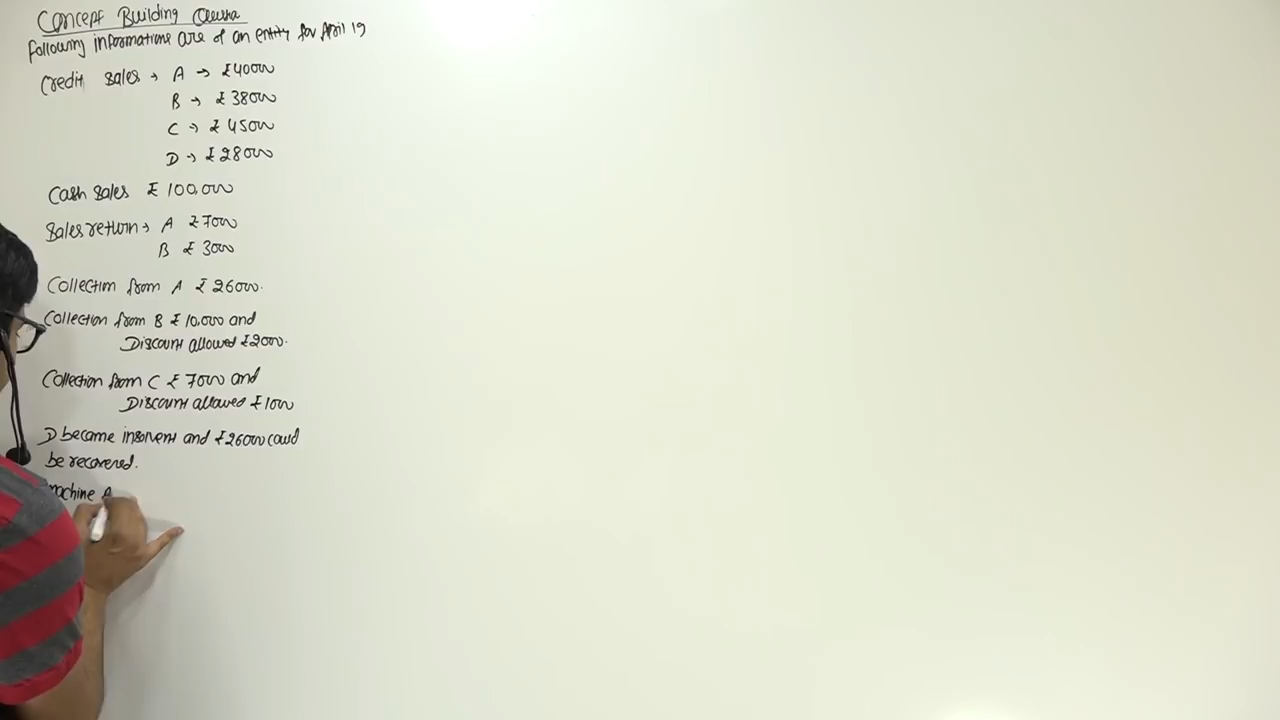 Concept Building Question
Following informations are of an entity for April 19
Credit Sales → A → ₹40000
B → ₹38000
C → ₹45000
D → ₹28000
Cash Sales ₹100,000
Sales return → A ₹7000
B ₹3000
Collection from A ₹26000.
Collection from B ₹10,000 and
Discount allowed ₹2000.
Collection from C ₹7000 and
Discount allowed ₹1000
D became insolvent and ₹26000 could
be recovered.
Machine